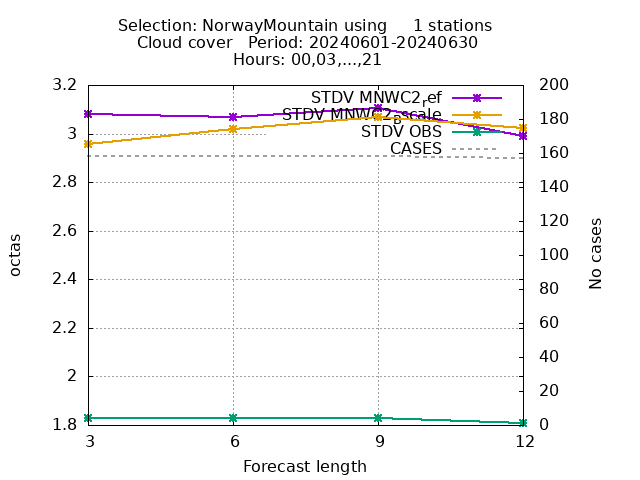 Selection: NorwayMountain using 1 stations
Cloud cover Period: 20240601-20240630
Hours: 00,03,...,21
3.2
3
2.8
2.6
2.4
2.2
2
1.8
octas
200
180
160
140
120
100
80
60
40
20
0
No cases
STDV OBS
CASES
3
6
9
12
Forecast length